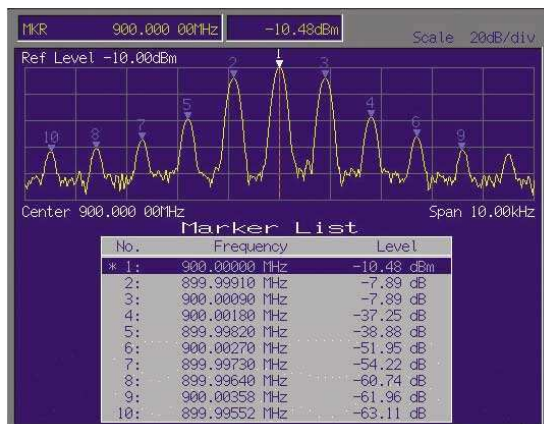 MKR 900.000 00MHz -10.48dBm
Scale 20dB/div
Ref Level -10.00dBm
1
2 3
5 4
7 6
10 8 9
Center 900.000 00MHz Span 10.00kHz
Marker List
No. Frequency Level
* 1: 900.00000 MHz -10.48 dBm
2: 899.99910 MHz -7.89 dB
3: 900.00090 MHz -7.89 dB
4: 900.00180 MHz -37.25 dB
5: 899.99820 MHz -38.88 dB
6: 900.00270 MHz -51.95 dB
7: 899.99730 MHz -54.22 dB
8: 899.99640 MHz -60.74 dB
9: 900.00358 MHz -61.96 dB
10: 899.99552 MHz -63.11 dB